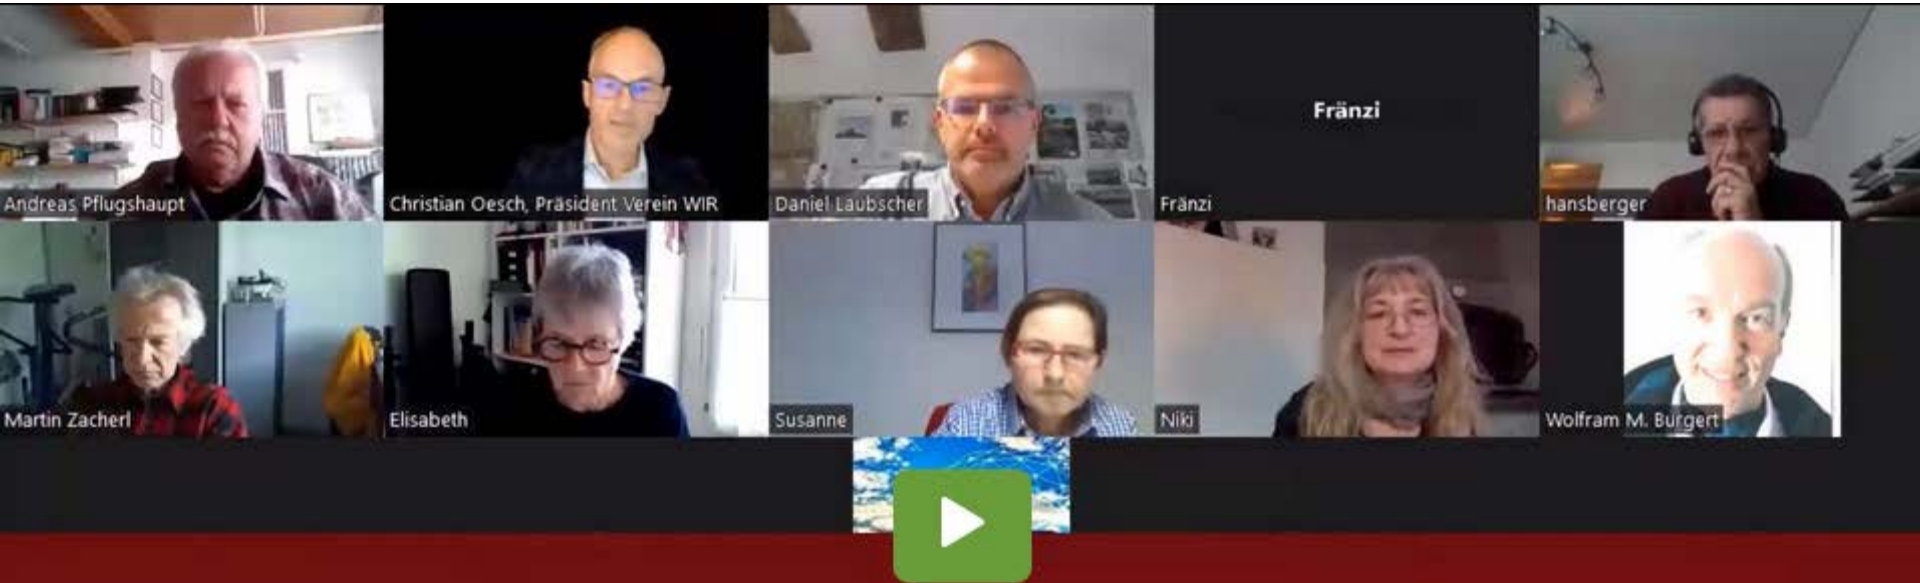 Fränzi
Andreas Pflugshaupt
Christian Oesch, Präsident Verein WIR
Daniel Laubscher
Fränzi
hansberger
Martin Zacherl
Elisabeth
Susanne
Niki
Wolfram M. Burgert